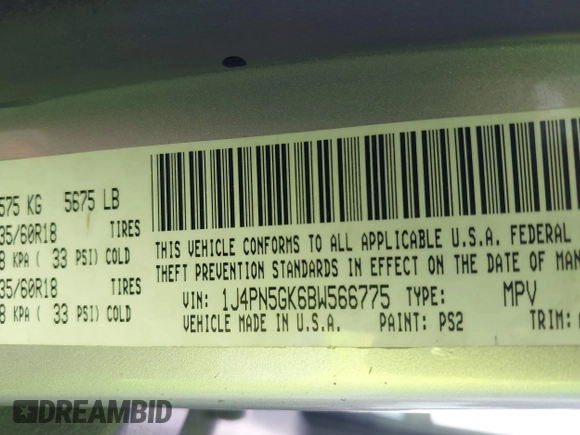 575 KG 5675 LB
35/60R18 TIRES
8 KPA ( 33 PSI) COLD
35/60R18 TIRES
8 KPA ( 33 PSI) COLD
THIS VEHICLE CONFORMS TO ALL APPLICABLE U.S.A. FEDERAL
THEFT PREVENTION STANDARDS IN EFFECT ON THE DATE OF MAN
VIN: 1J4PN5GK6BW566775 TYPE: MPV
VEHICLE MADE IN U.S.A. PAINT: PS2 TRIM:
DREAMBID